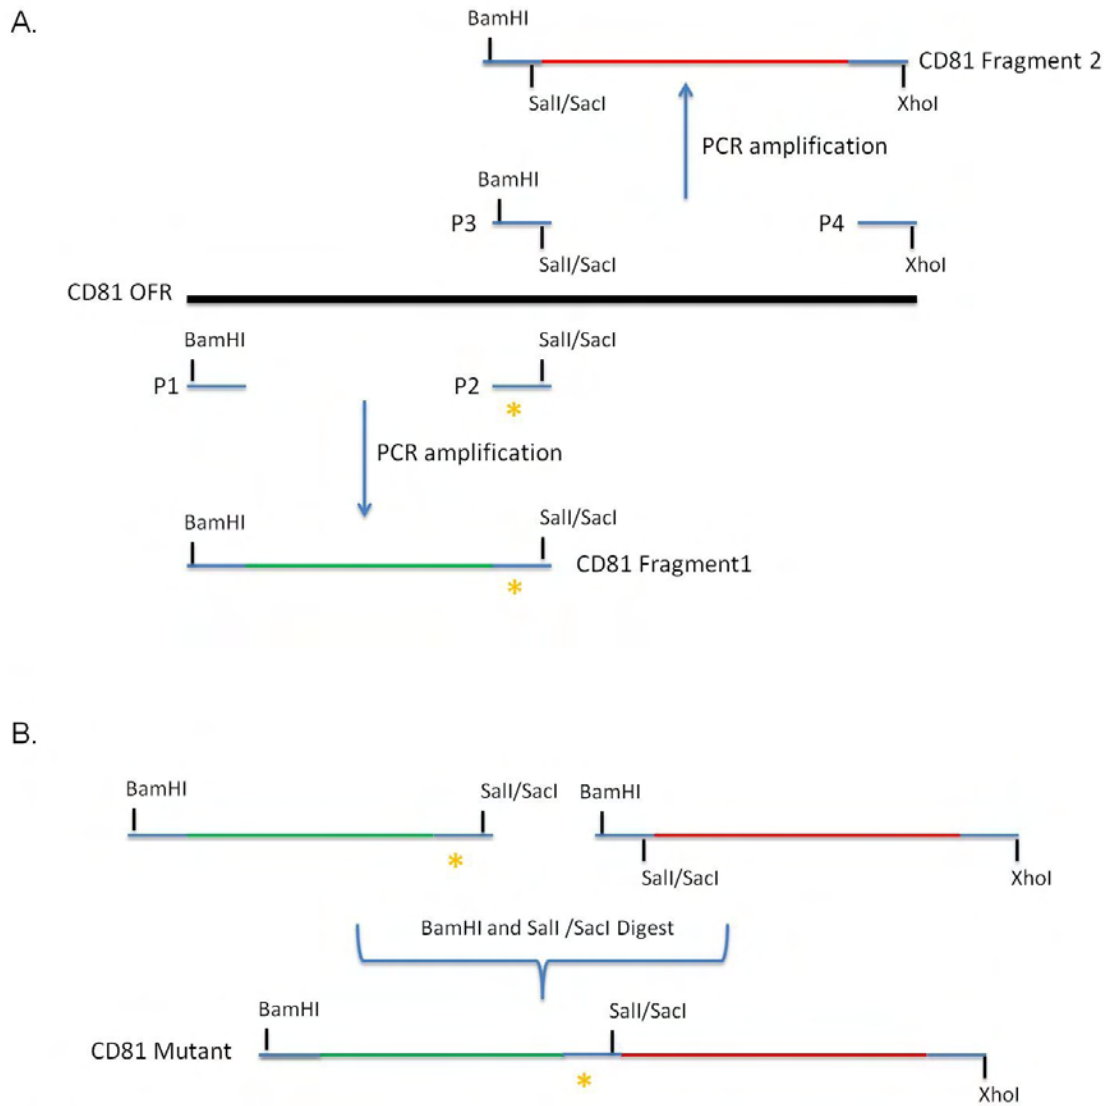 A.
BamHI
CD81 Fragment 2
SalI/SacI
XhoI
PCR amplification
BamHI
P3
P4
SalI/SacI
XhoI
CD81 OFR
BamHI
SalI/SacI
P1
P2
*
PCR amplification
BamHI
SalI/SacI
CD81 Fragment1
*
B.
BamHI
SalI/SacI
BamHI
*
SalI/SacI
XhoI
BamHI and SalI /SacI Digest
BamHI
SalI/SacI
CD81 Mutant
*
XhoI